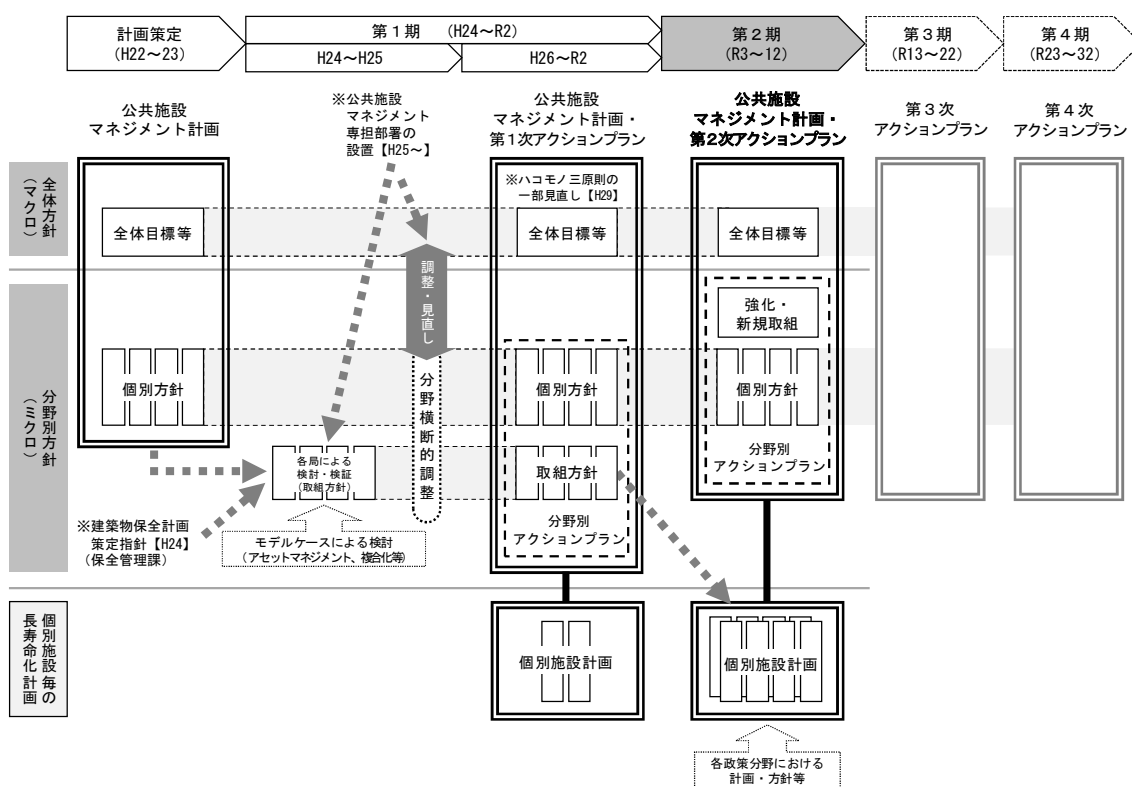 計画策定
（H22～23）
第１期　（H24～R2）
H24～H25
H26～R2
第２期
（R3～12）
第３期
（R13～22）
第４期
（R23～32）
公共施設
マネジメント計画
※公共施設
マネジメント
専担部署の
設置【H25～】
公共施設
マネジメント計画・
第１次アクションプラン
公共施設
マネジメント計画・
第２次アクションプラン
第３次
アクションプラン
第４次
アクションプラン
全体方針
（マクロ）
全体目標等
※ハコモノ三原則の
一部見直し【H29】
全体目標等
全体目標等
調整・見直し
分野別方針
（ミクロ）
個別方針
分野横断的調整
個別方針
強化・
新規取組
個別方針
各局による
検討・検証
（取組方針）
取組方針
分野別
アクションプラン
分野別
アクションプラン
※建築物保全計画
策定指針【H24】
（保全管理課）
モデルケースによる検討
（アセットマネジメント、複合化等）
個別施設毎の
長寿命化計画
個別施設計画
個別施設計画
各政策分野における
計画・方針等